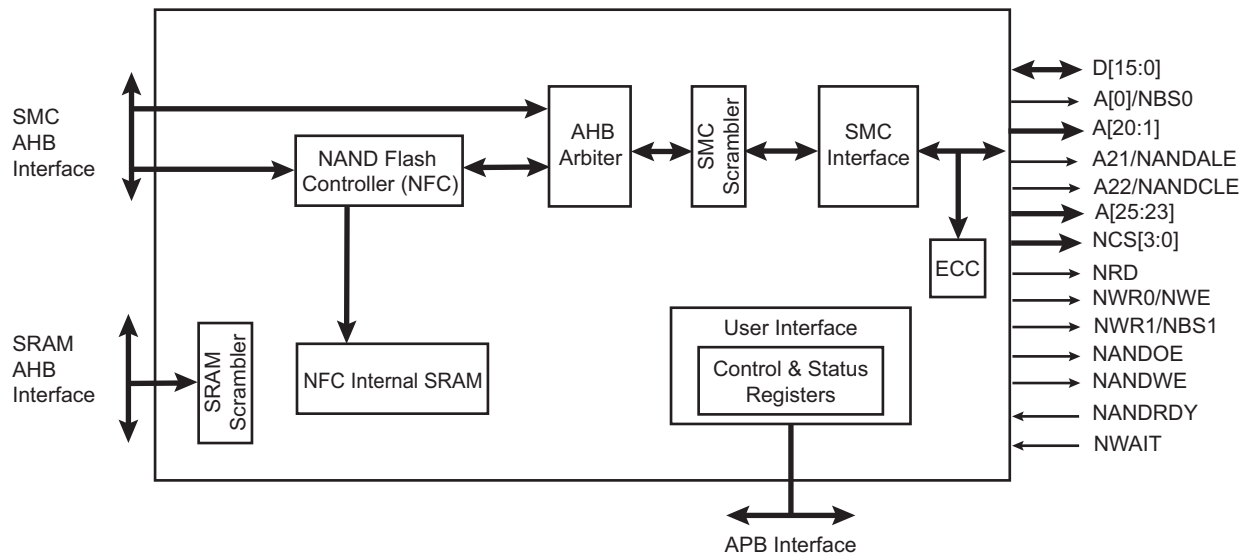 SMC
AHB
Interface
NAND Flash
Controller (NFC)
AHB
Arbiter
SMC
Scrambler
SMC
Interface
ECC
SRAM
AHB
Interface
SRAM
Scrambler
NFC Internal SRAM
User Interface
Control & Status
Registers
APB Interface
D[15:0]
A[0]/NBS0
A[20:1]
A21/NANDALE
A22/NANDCLE
A[25:23]
NCS[3:0]
NRD
NWR0/NWE
NWR1/NBS1
NANDOE
NANDWE
NANDRDY
NWAIT